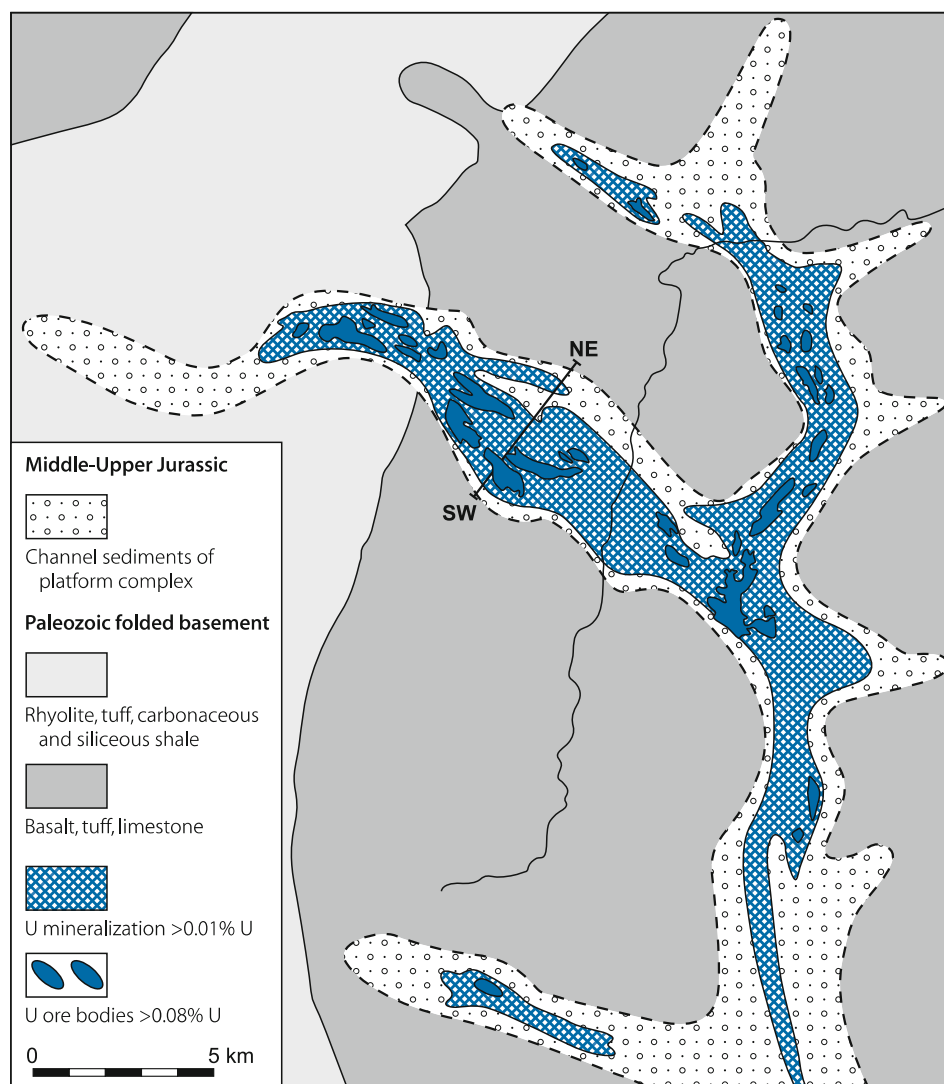 NE
SW
Middle-Upper Jurassic
Channel sediments of
platform complex
Paleozoic folded basement
Rhyolite, tuff, carbonaceous
and siliceous shale
Basalt, tuff, limestone
U mineralization >0.01% U
U ore bodies >0.08% U
0 5 km